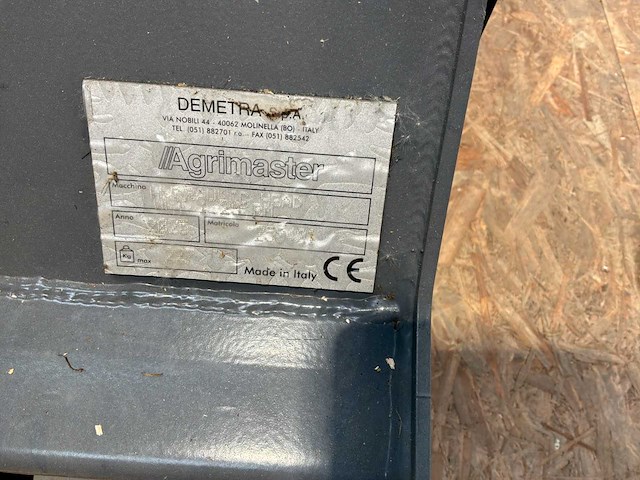 DEMETRA S.P.A.
VIA NOBILI 44 - 40062 MOLINELLA (BO) - ITALY
TEL (051) 882701 r.a. - FAX (051) 882542
Agrimaster
Macchina
Anno Matricola
Kg max
Made in Italy CE